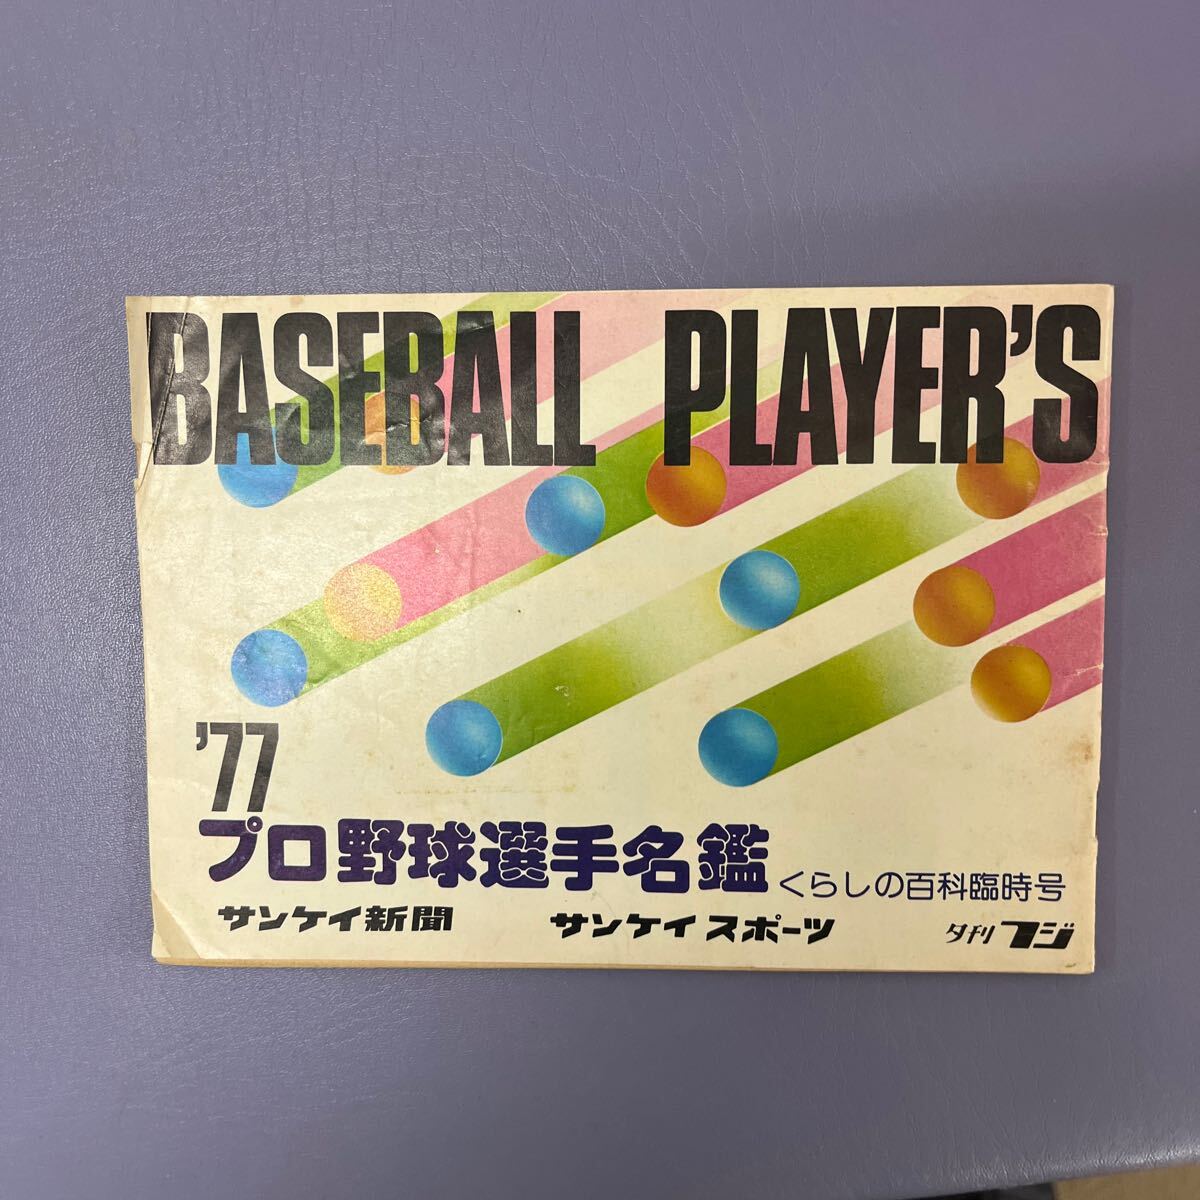 BASEBALL PLAYER'S
'77
プロ野球選手名鑑 くらしの百科臨時号
サンケイ新聞 サンケイスポーツ 夕刊フジ